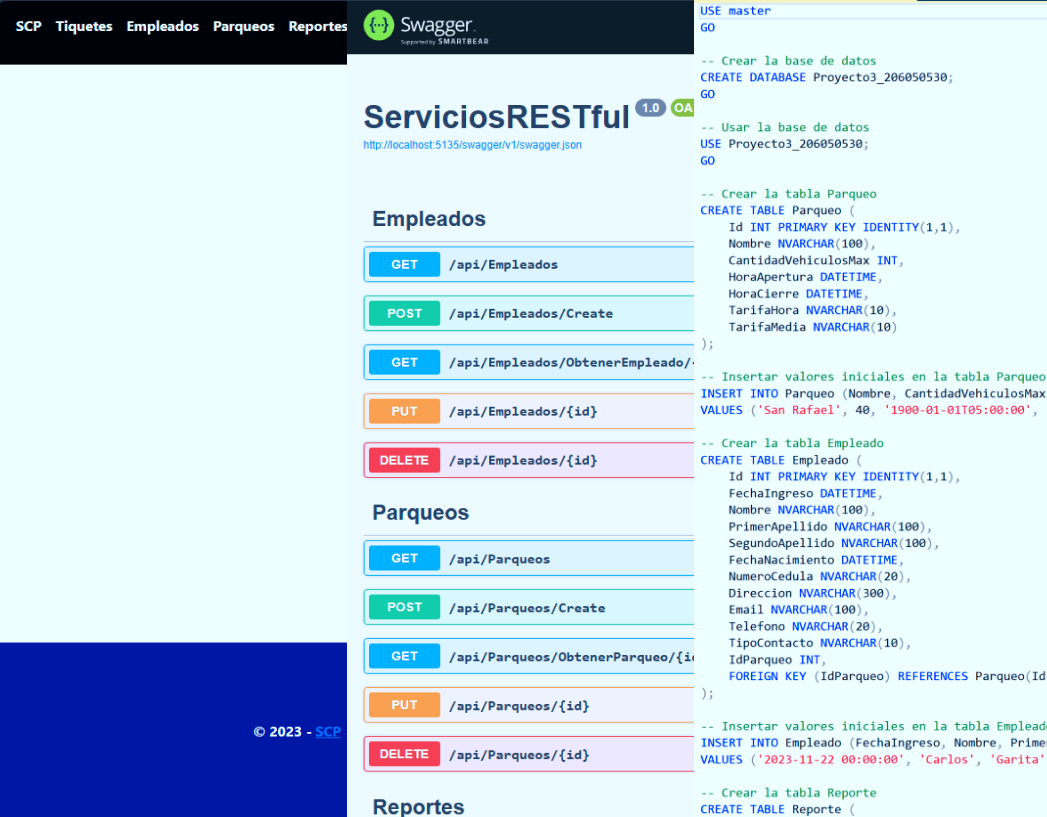 SCP Tiquetes Empleados Parqueos Reportes
© 2023 - SCP
{···} Swagger.
Supported by SMARTBEAR
ServiciosRESTful 1.0 OA
http://localhost:5135/swagger/v1/swagger.json
Empleados
GET /api/Empleados
POST /api/Empleados/Create
GET /api/Empleados/ObtenerEmpleado/
PUT /api/Empleados/{id}
DELETE /api/Empleados/{id}
Parqueos
GET /api/Parqueos
POST /api/Parqueos/Create
GET /api/Parqueos/ObtenerParqueo/{id
PUT /api/Parqueos/{id}
DELETE /api/Parqueos/{id}
Reportes
USE master
GO
-- Crear la base de datos
CREATE DATABASE Proyecto3_206050530;
GO
-- Usar la base de datos
USE Proyecto3_206050530;
GO
-- Crear la tabla Parqueo
CREATE TABLE Parqueo (
Id INT PRIMARY KEY IDENTITY(1,1),
Nombre NVARCHAR(100),
CantidadVehiculosMax INT,
HoraApertura DATETIME,
HoraCierre DATETIME,
TarifaHora NVARCHAR(10),
TarifaMedia NVARCHAR(10)
);
-- Insertar valores iniciales en la tabla Parqueo
INSERT INTO Parqueo (Nombre, CantidadVehiculosMax
VALUES ('San Rafael', 40, '1900-01-01T05:00:00',
-- Crear la tabla Empleado
CREATE TABLE Empleado (
Id INT PRIMARY KEY IDENTITY(1,1),
FechaIngreso DATETIME,
Nombre NVARCHAR(100),
PrimerApellido NVARCHAR(100),
SegundoApellido NVARCHAR(100),
FechaNacimiento DATETIME,
NumeroCedula NVARCHAR(20),
Direccion NVARCHAR(300),
Email NVARCHAR(100),
Telefono NVARCHAR(20),
TipoContacto NVARCHAR(10),
IdParqueo INT,
FOREIGN KEY (IdParqueo) REFERENCES Parqueo(Id
);
-- Insertar valores iniciales en la tabla Empleado
INSERT INTO Empleado (FechaIngreso, Nombre, Prime
VALUES ('2023-11-22 00:00:00', 'Carlos', 'Garita'
-- Crear la tabla Reporte
CREATE TABLE Reporte (